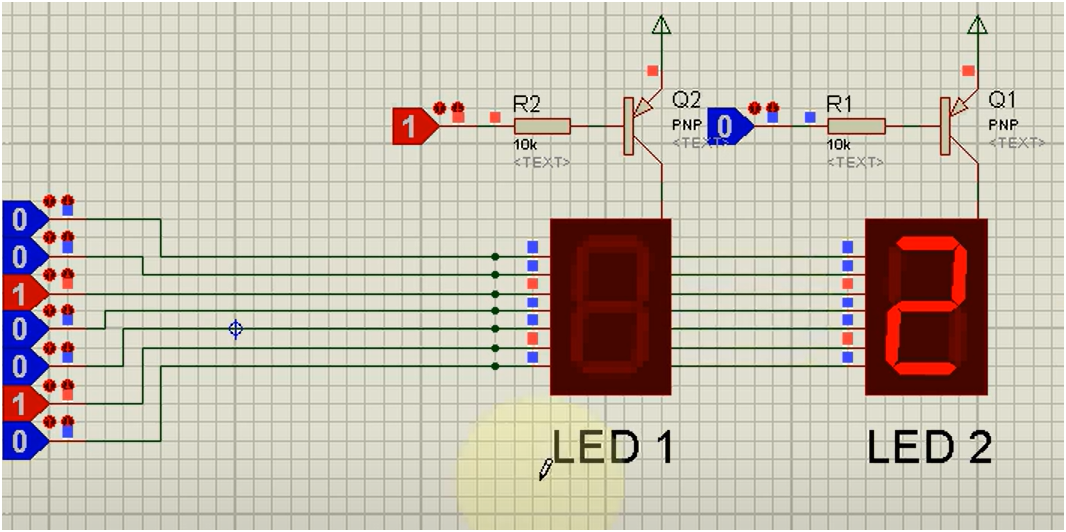 R2
Q2
R1
Q1
1
PNP
0
PNP
10k
<TEXT>
10k
<TEXT>
<TEXT>
<TEXT>
0
0
1
0
0
1
0
LED 1
LED 2